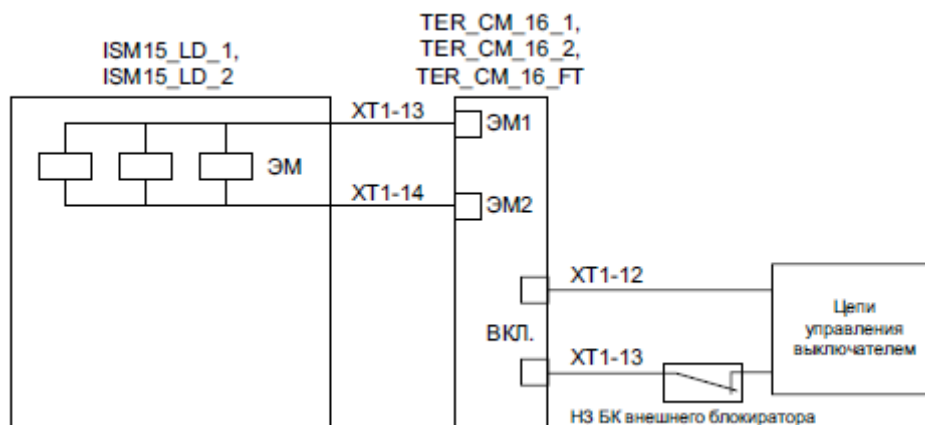 ISM15_LD_1,
ISM15_LD_2
TER_CM_16_1,
TER_CM_16_2,
TER_CM_16_FT
XT1-13
ЭМ1
ЭМ
XT1-14
ЭМ2
XT1-12
ВКЛ.
XT1-13
Цепи
управления
выключателем
НЗ БК внешнего блокиратора